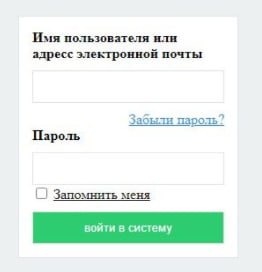 Имя пользователя или
адресс электронной почты
Забыли пароль?
Пароль
Запомнить меня
войти в систему